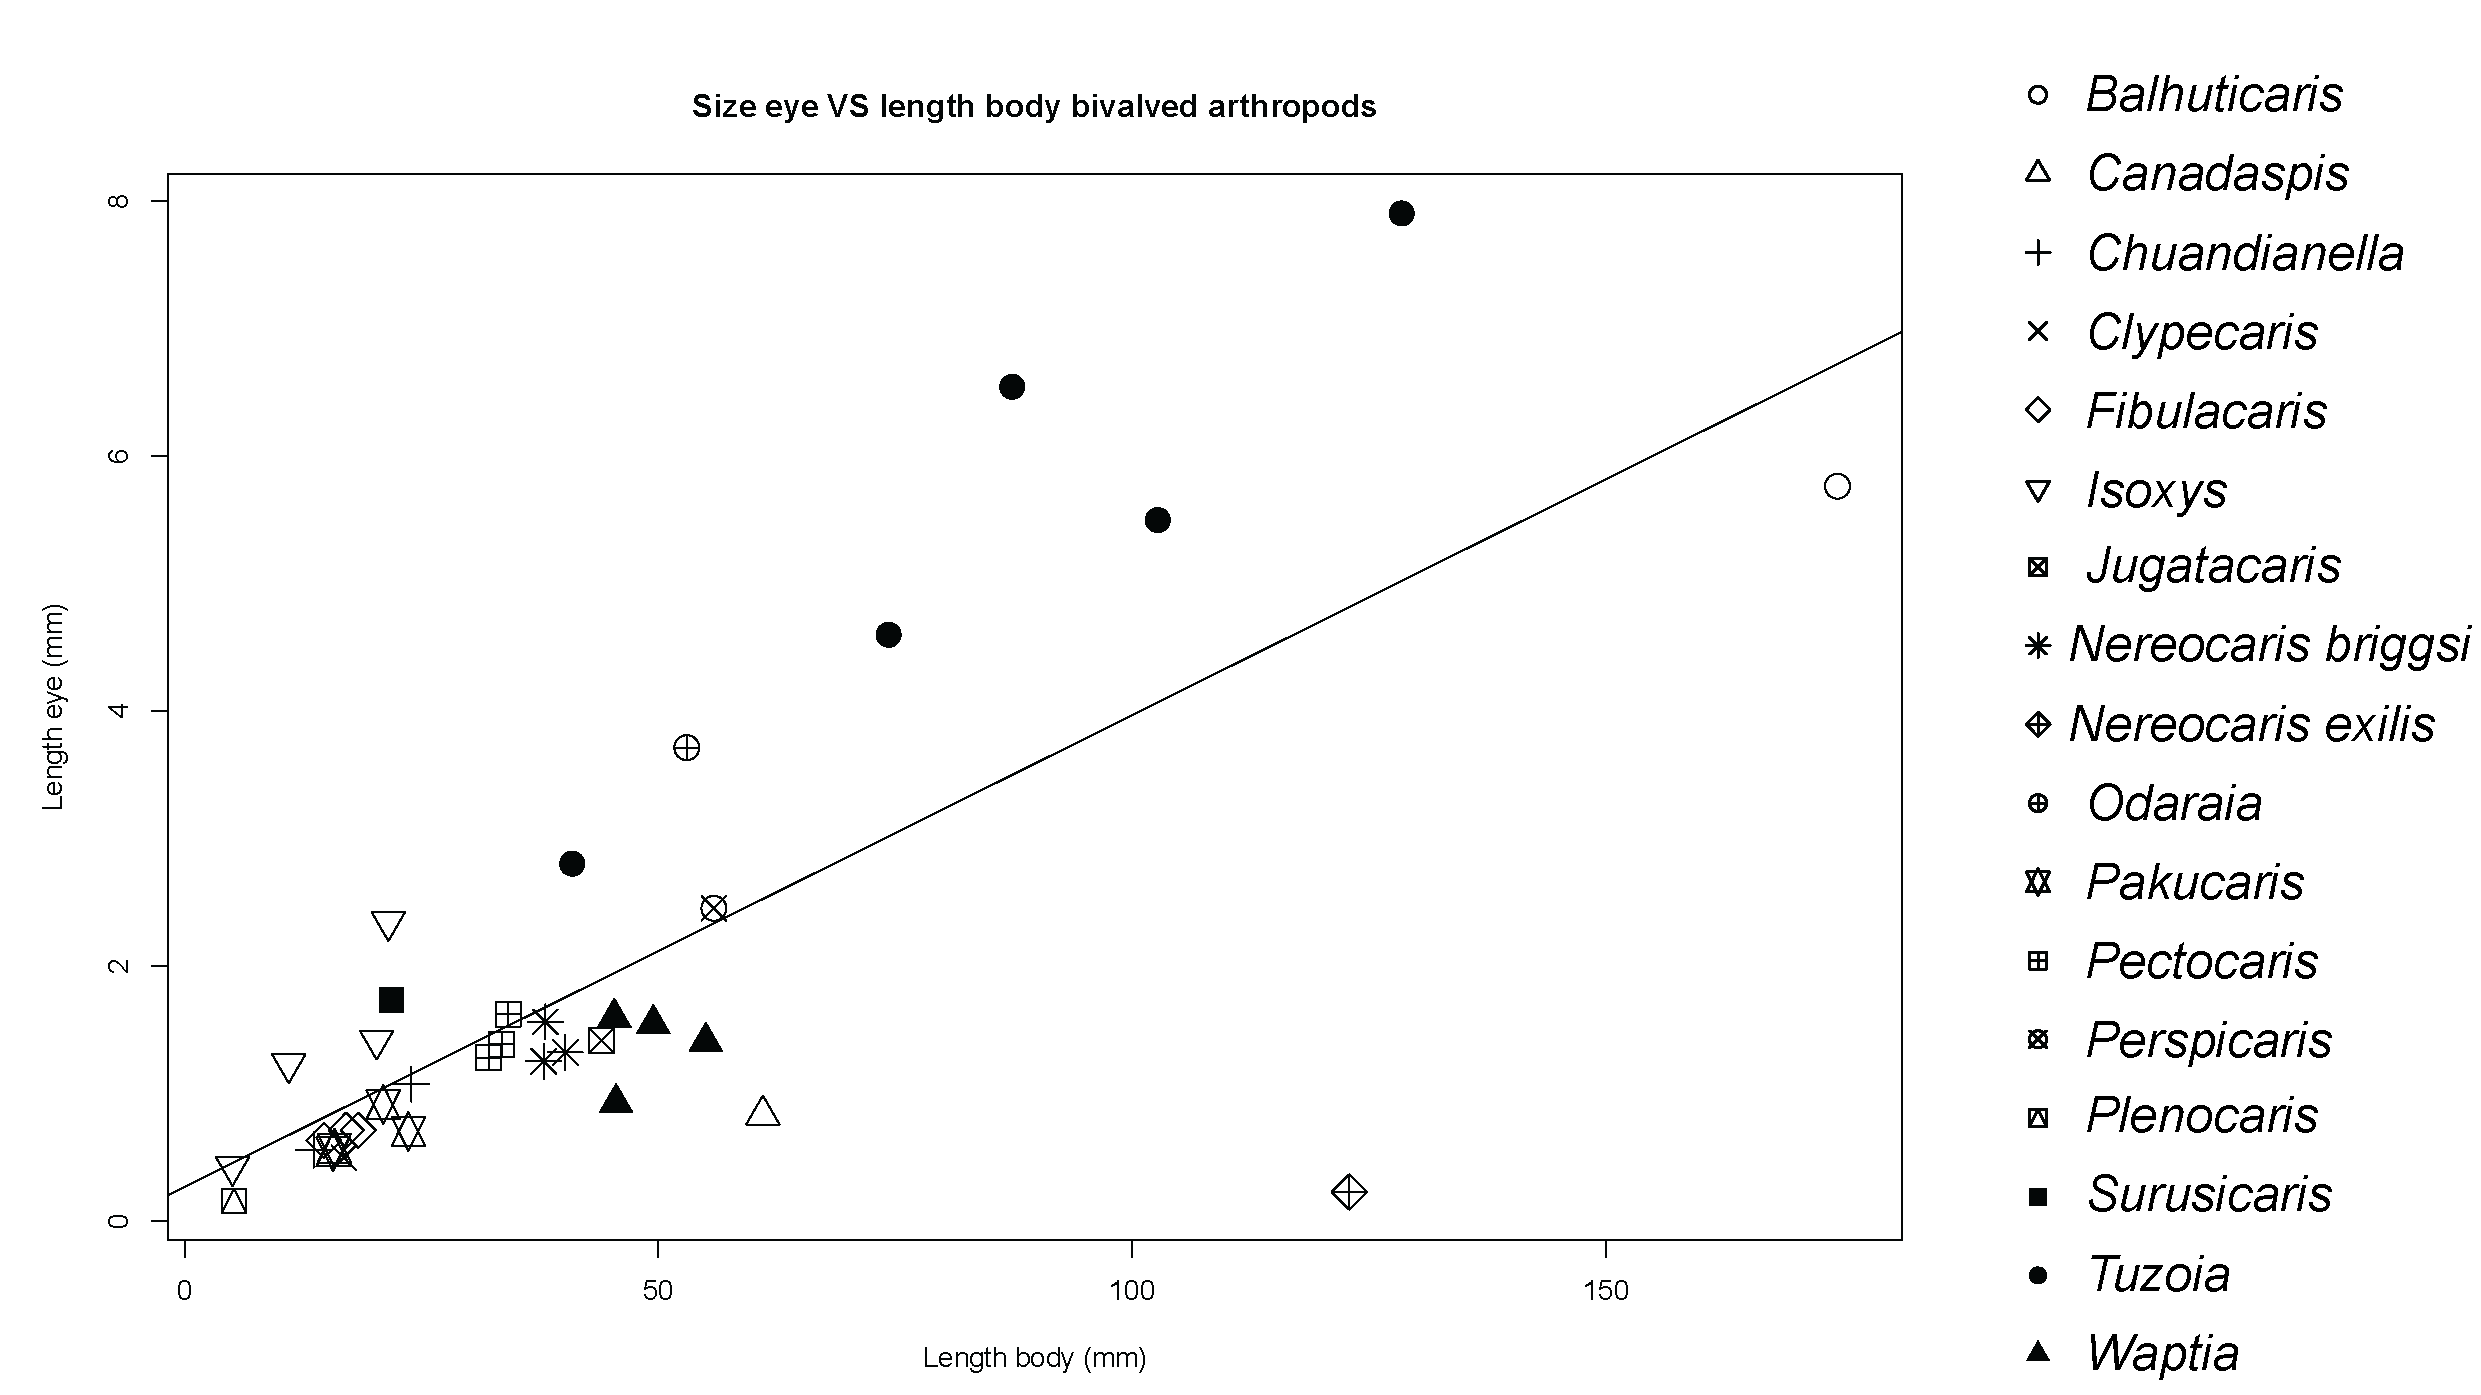 Size eye VS length body bivalved arthropods
Length eye (mm)
8
6
4
2
0
0 50 100 150
Length body (mm)
Balhuticaris
Canadaspis
Chuandianella
Clypecaris
Fibulacaris
Isoxys
Jugatacaris
Nereocaris briggsi
Nereocaris exilis
Odaraia
Pakucaris
Pectocaris
Perspicaris
Plenocaris
Surusicaris
Tuzoia
Waptia